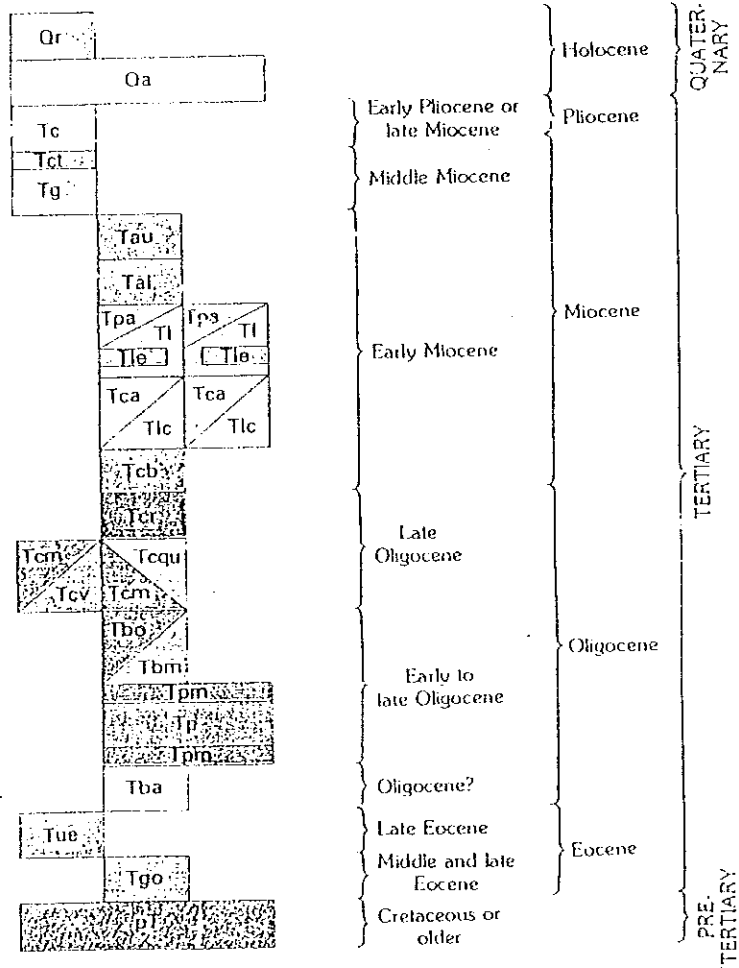 Qr
Qa
Tc
Tct
Tg
Tau
Tal
Tpa
Tl
Tle
Tpa
Tl
Tle
Tca
Tlc
Tca
Tlc
Tcb
Tcr
Tcm
Tcv
Tcqu
Tcm
Tbo
Tbm
Tpm
Tp
Tpm
Tba
Tue
Tgo
pT
Early Pliocene or
late Miocene
Middle Miocene
Early Miocene
Late
Oligocene
Early to
late Oligocene
Oligocene?
Late Eocene
Middle and late
Eocene
Cretaceous or
older
Holocene
Pliocene
Miocene
Oligocene
Eocene
QUATER-
NARY
TERTIARY
PRE-
TERTIARY